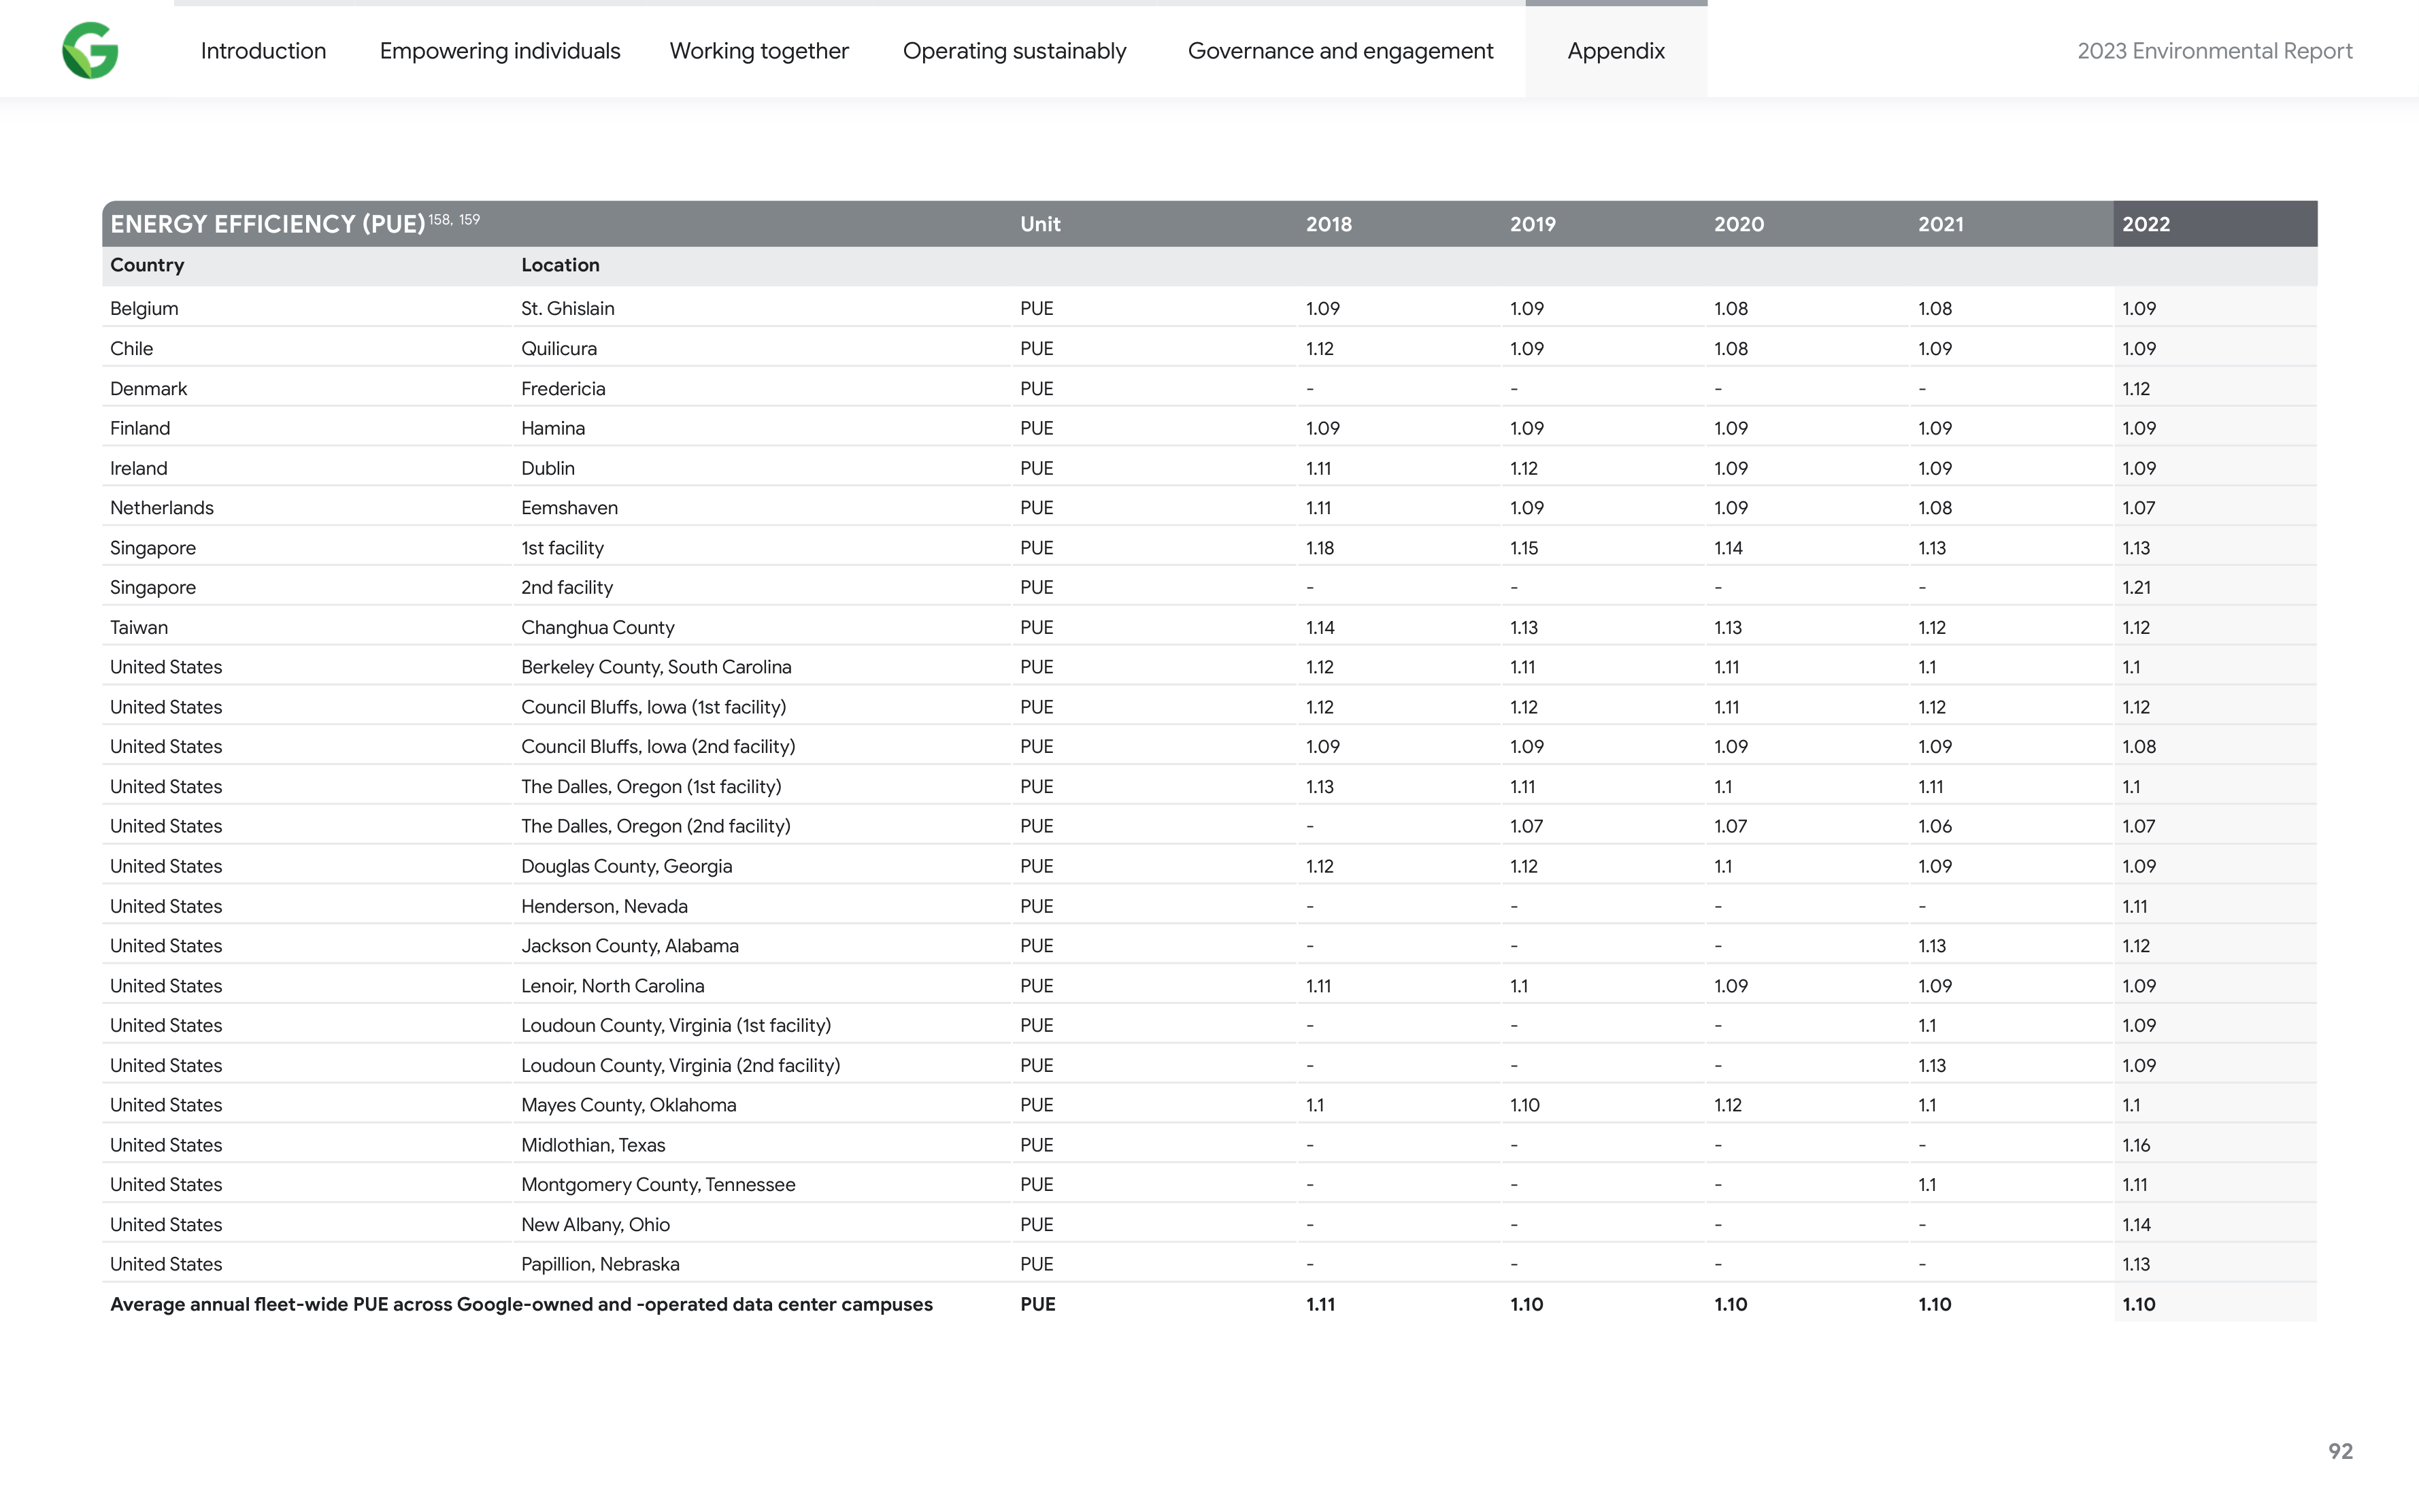 Introduction Empowering individuals Working together Operating sustainably Governance and engagement Appendix 2023 Environmental Report
ENERGY EFFICIENCY (PUE)158, 159 Unit 2018 2019 2020 2021 2022
Country Location
Belgium St. Ghislain PUE 1.09 1.09 1.08 1.08 1.09
Chile Quilicura PUE 1.12 1.09 1.08 1.09 1.09
Denmark Fredericia PUE - - - - 1.12
Finland Hamina PUE 1.09 1.09 1.09 1.09 1.09
Ireland Dublin PUE 1.11 1.12 1.09 1.09 1.09
Netherlands Eemshaven PUE 1.11 1.09 1.09 1.08 1.07
Singapore 1st facility PUE 1.18 1.15 1.14 1.13 1.13
Singapore 2nd facility PUE - - - - 1.21
Taiwan Changhua County PUE 1.14 1.13 1.13 1.12 1.12
United States Berkeley County, South Carolina PUE 1.12 1.11 1.11 1.1 1.1
United States Council Bluffs, Iowa (1st facility) PUE 1.12 1.12 1.11 1.12 1.12
United States Council Bluffs, Iowa (2nd facility) PUE 1.09 1.09 1.09 1.09 1.08
United States The Dalles, Oregon (1st facility) PUE 1.13 1.11 1.1 1.11 1.1
United States The Dalles, Oregon (2nd facility) PUE - 1.07 1.07 1.06 1.07
United States Douglas County, Georgia PUE 1.12 1.12 1.1 1.09 1.09
United States Henderson, Nevada PUE - - - - 1.11
United States Jackson County, Alabama PUE - - - 1.13 1.12
United States Lenoir, North Carolina PUE 1.11 1.1 1.09 1.09 1.09
United States Loudoun County, Virginia (1st facility) PUE - - - 1.1 1.09
United States Loudoun County, Virginia (2nd facility) PUE - - - 1.13 1.09
United States Mayes County, Oklahoma PUE 1.1 1.10 1.12 1.1 1.1
United States Midlothian, Texas PUE - - - - 1.16
United States Montgomery County, Tennessee PUE - - - 1.1 1.11
United States New Albany, Ohio PUE - - - - 1.14
United States Papillion, Nebraska PUE - - - - 1.13
Average annual fleet-wide PUE across Google-owned and -operated data center campuses PUE 1.11 1.10 1.10 1.10 1.10
92